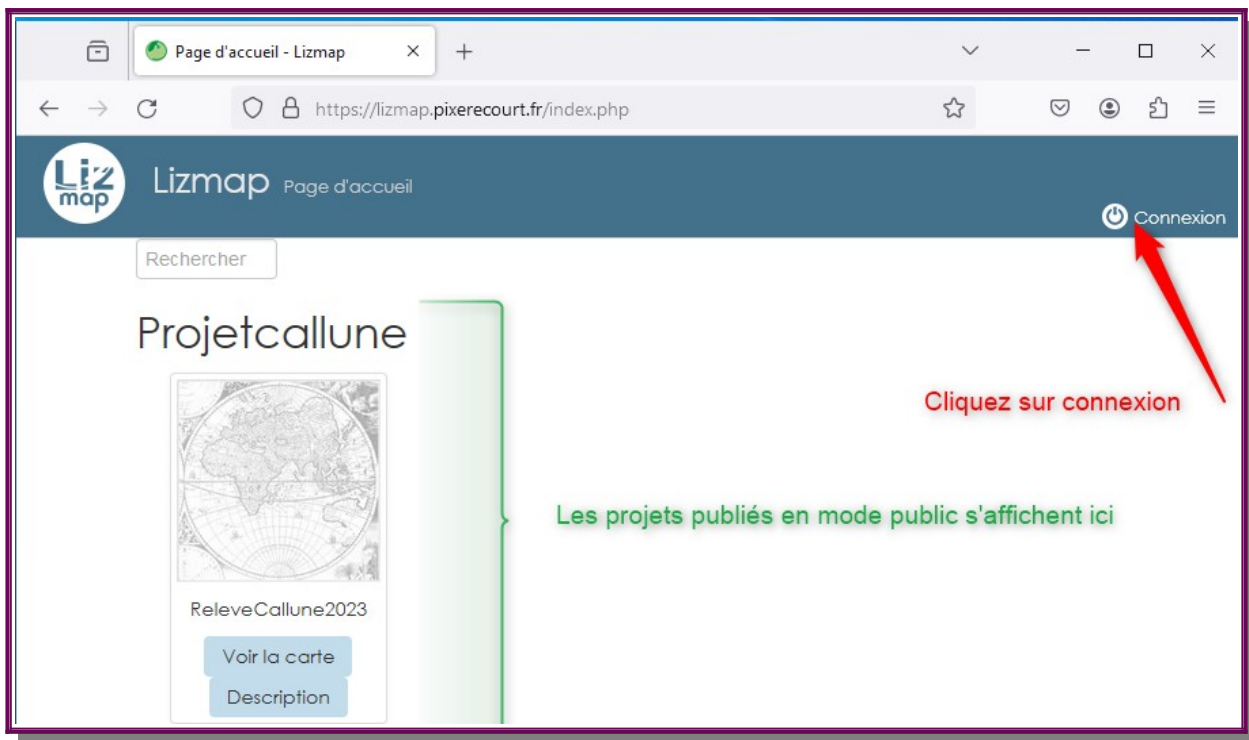 Page d'accueil - Lizmap
https://lizmap.pixerecourt.fr/index.php
Liz
map
Lizmap Page d'accueil
Connexion
Rechercher
Projetcallune
Cliquez sur connexion
Les projets publiés en mode public s'affichent ici
ReleveCallune2023
Voir la carte
Description